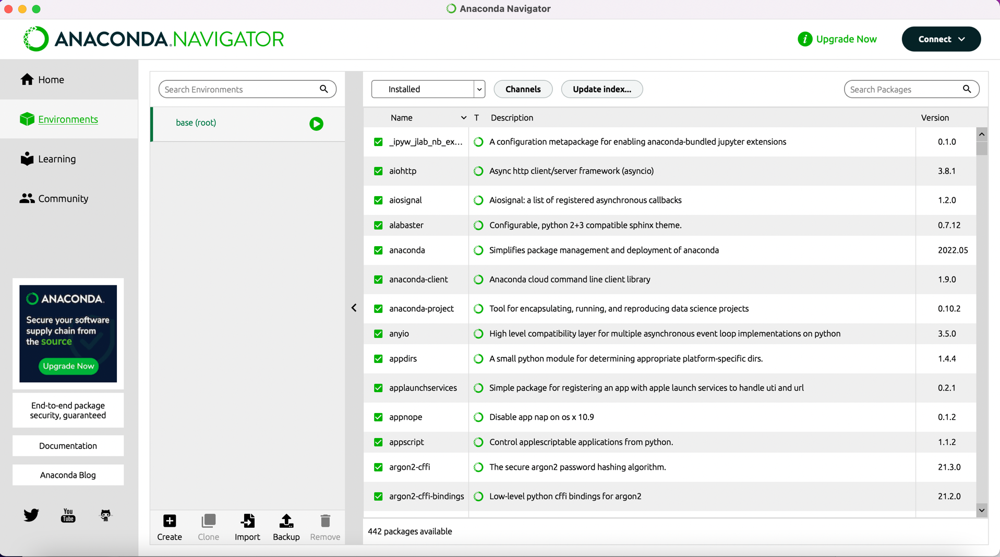 Anaconda Navigator
ANACONDA.NAVIGATOR
Upgrade Now
Connect
Home
Environments
Learning
Community
ANACONDA.
Secure your software
supply chain from
the source
Upgrade Now
End-to-end package
security, guaranteed
Documentation
Anaconda Blog
You
Tube
Search Environments
base (root)
Create
Clone
Import
Backup
Remove
Installed
Channels
Update index...
Search Packages
Name T Description Version
_ipyw_jlab_nb_ex... A configuration metapackage for enabling anaconda-bundled jupyter extensions 0.1.0
aiohttp Async http client/server framework (asyncio) 3.8.1
aiosignal Aiosignal: a list of registered asynchronous callbacks 1.2.0
alabaster Configurable, python 2+3 compatible sphinx theme. 0.7.12
anaconda Simplifies package management and deployment of anaconda 2022.05
anaconda-client Anaconda cloud command line client library 1.9.0
anaconda-project Tool for encapsulating, running, and reproducing data science projects 0.10.2
anyio High level compatibility layer for multiple asynchronous event loop implementations on python 3.5.0
appdirs A small python module for determining appropriate platform-specific dirs. 1.4.4
applaunchservices Simple package for registering an app with apple launch services to handle uti and url 0.2.1
appnope Disable app nap on os x 10.9 0.1.2
appscript Control applescriptable applications from python. 1.1.2
argon2-cffi The secure argon2 password hashing algorithm. 21.3.0
argon2-cffi-bindings Low-level python cffi bindings for argon2 21.2.0
442 packages available